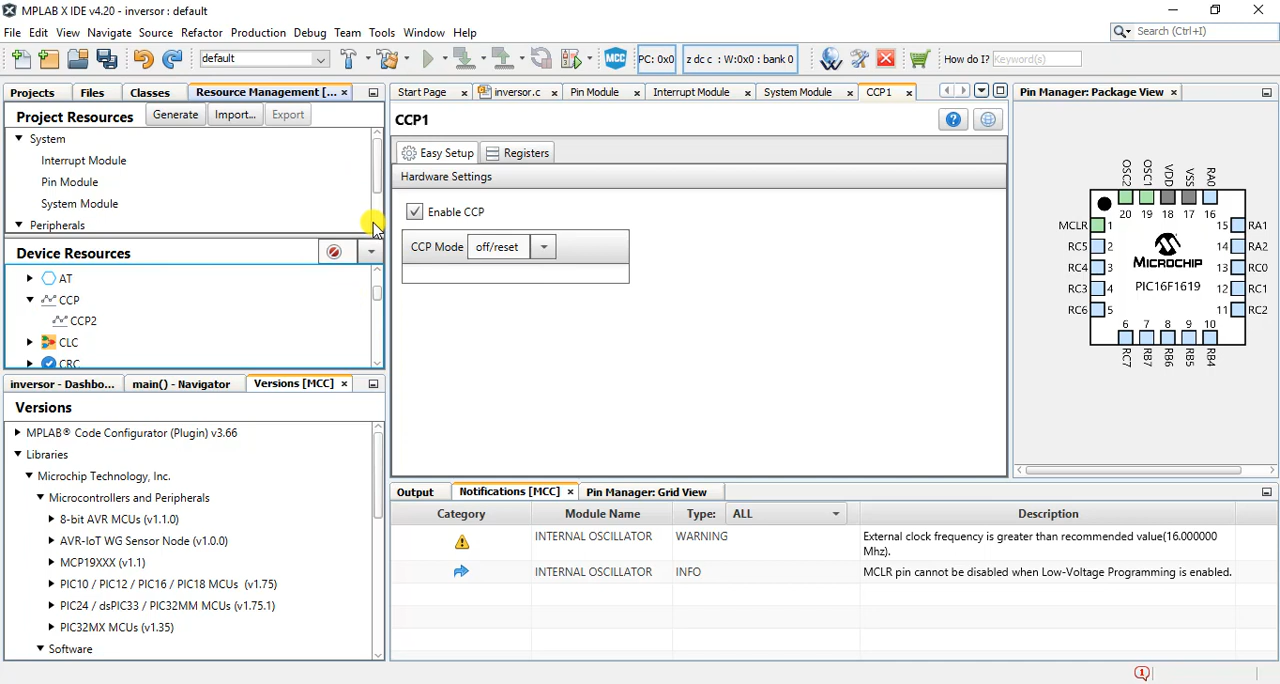 MPLAB X IDE v4.20 - inversor : default
File Edit View Navigate Source Refactor Production Debug Team Tools Window Help
Search (Ctrl+I)
default
MCC
PC: 0x0
z dc c : W:0x0 : bank 0
How do I? Keyword(s)
Projects Files Classes Resource Management [...
Start Page inversor.c Pin Module Interrupt Module System Module CCP1
Pin Manager: Package View
Project Resources
Generate Import... Export
System
Interrupt Module
Pin Module
System Module
Peripherals
Device Resources
AT
CCP
CCP2
CLC
CRC
inversor - Dashbo... main() - Navigator Versions [MCC]
Versions
MPLAB® Code Configurator (Plugin) v3.66
Libraries
Microchip Technology, Inc.
Microcontrollers and Peripherals
8-bit AVR MCUs (v1.1.0)
AVR-IoT WG Sensor Node (v1.0.0)
MCP19XXX (v1.1)
PIC10 / PIC12 / PIC16 / PIC18 MCUs (v1.75)
PIC24 / dsPIC33 / PIC32MM MCUs (v1.75.1)
PIC32MX MCUs (v1.35)
Software
CCP1
Easy Setup Registers
Hardware Settings
Enable CCP
CCP Mode off/reset
OSC2 OSC1 VDD VSS RA0
20 19 18 17 16
MCLR 1 15 RA1
RC5 2 14 RA2
RC4 3 13 RC0
RC3 4 12 RC1
RC6 5 11 RC2
MICROCHIP
PIC16F1619
6 7 8 9 10
RC7 RB7 RB6 RB5 RB4
Output Notifications [MCC] Pin Manager: Grid View
Category Module Name Type: ALL Description
INTERNAL OSCILLATOR WARNING External clock frequency is greater than recommended value(16.000000
Mhz).
INTERNAL OSCILLATOR INFO MCLR pin cannot be disabled when Low-Voltage Programming is enabled.